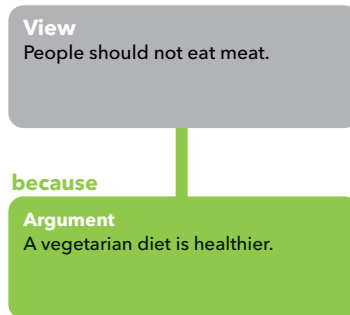 View
People should not eat meat.
because
Argument
A vegetarian diet is healthier.